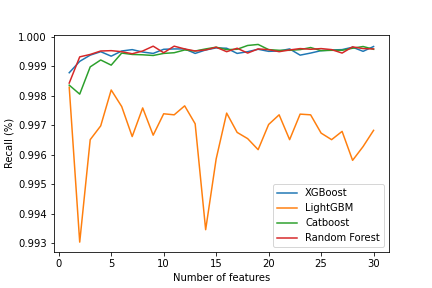 1.000
0.999
0.998
0.997
0.996
0.995
0.994
0.993
Recall (%)
XGBoost
LightGBM
Catboost
Random Forest
0 5 10 15 20 25 30
Number of features